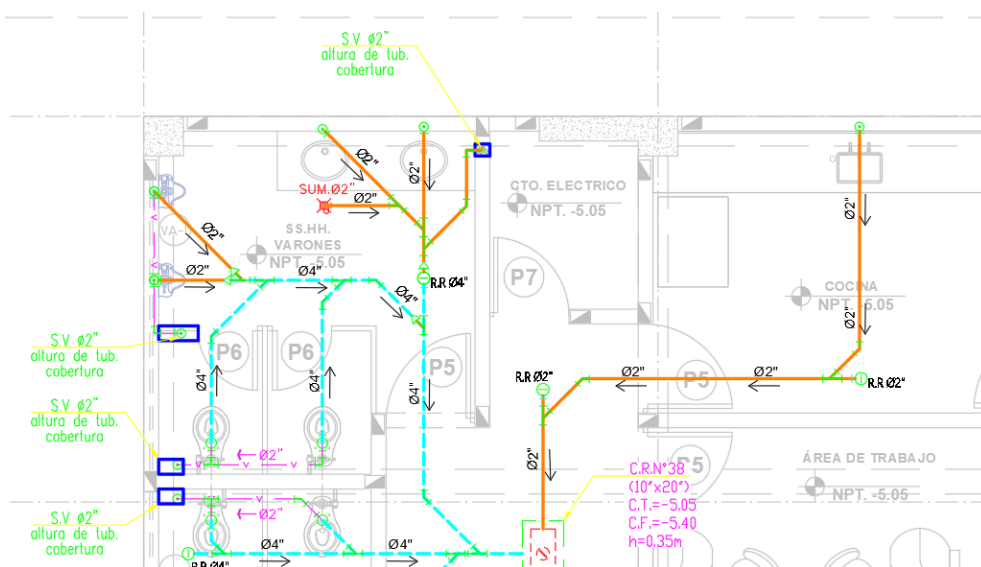 S.V ø2"
altura de tub.
cobertura
Ø2"
Ø2"
SUM.Ø2"
Ø2"
CTO. ELECTRICO
NPT. -5.05
Ø2"
VA-
Ø2"
SS.HH.
VARONES
NPT. -5.05
Ø2"
Ø4"
R.R Ø4"
P7
COCINA
NPT. -5.05
Ø4"
Ø2"
S.V ø2"
altura de tub.
cobertura
P6
P6
P5
Ø4"
Ø4"
Ø4"
R.R Ø2"
Ø2"
P5
Ø2"
R.R Ø2"
S.V ø2"
altura de tub.
cobertura
Ø2"
Ø2"
P5
C.R.N°38
(10"x20")
C.T.=-5.05
C.F.=-5.40
h=0.35m
ÁREA DE TRABAJO
NPT. -5.05
S.V ø2"
altura de tub.
cobertura
Ø2"
Ø4"
Ø4"
R.R Ø4"